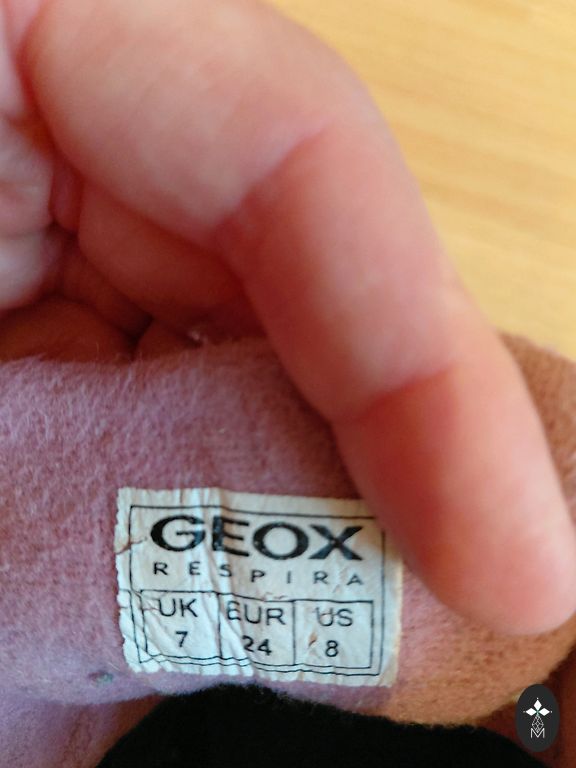 GEOX
RESPIRA
UK EUR US
7 24 8
M